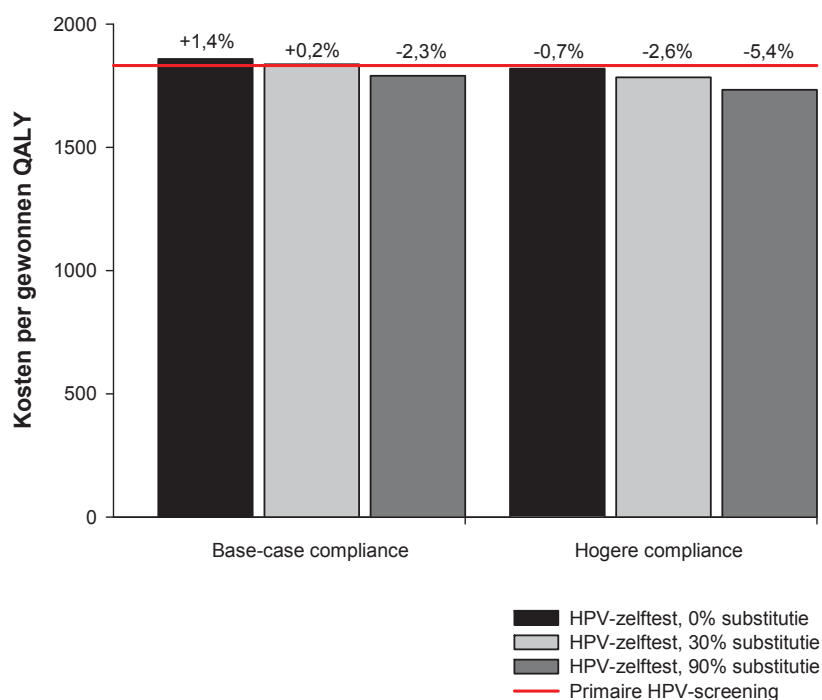 Kosten per gewonnen QALY
2000
1500
1000
500
0
+1,4%
+0,2%
-2,3%
-0,7%
-2,6%
-5,4%
Base-case compliance
Hogere compliance
HPV-zelftest, 0% substitutie
HPV-zelftest, 30% substitutie
HPV-zelftest, 90% substitutie
Primaire HPV-screening